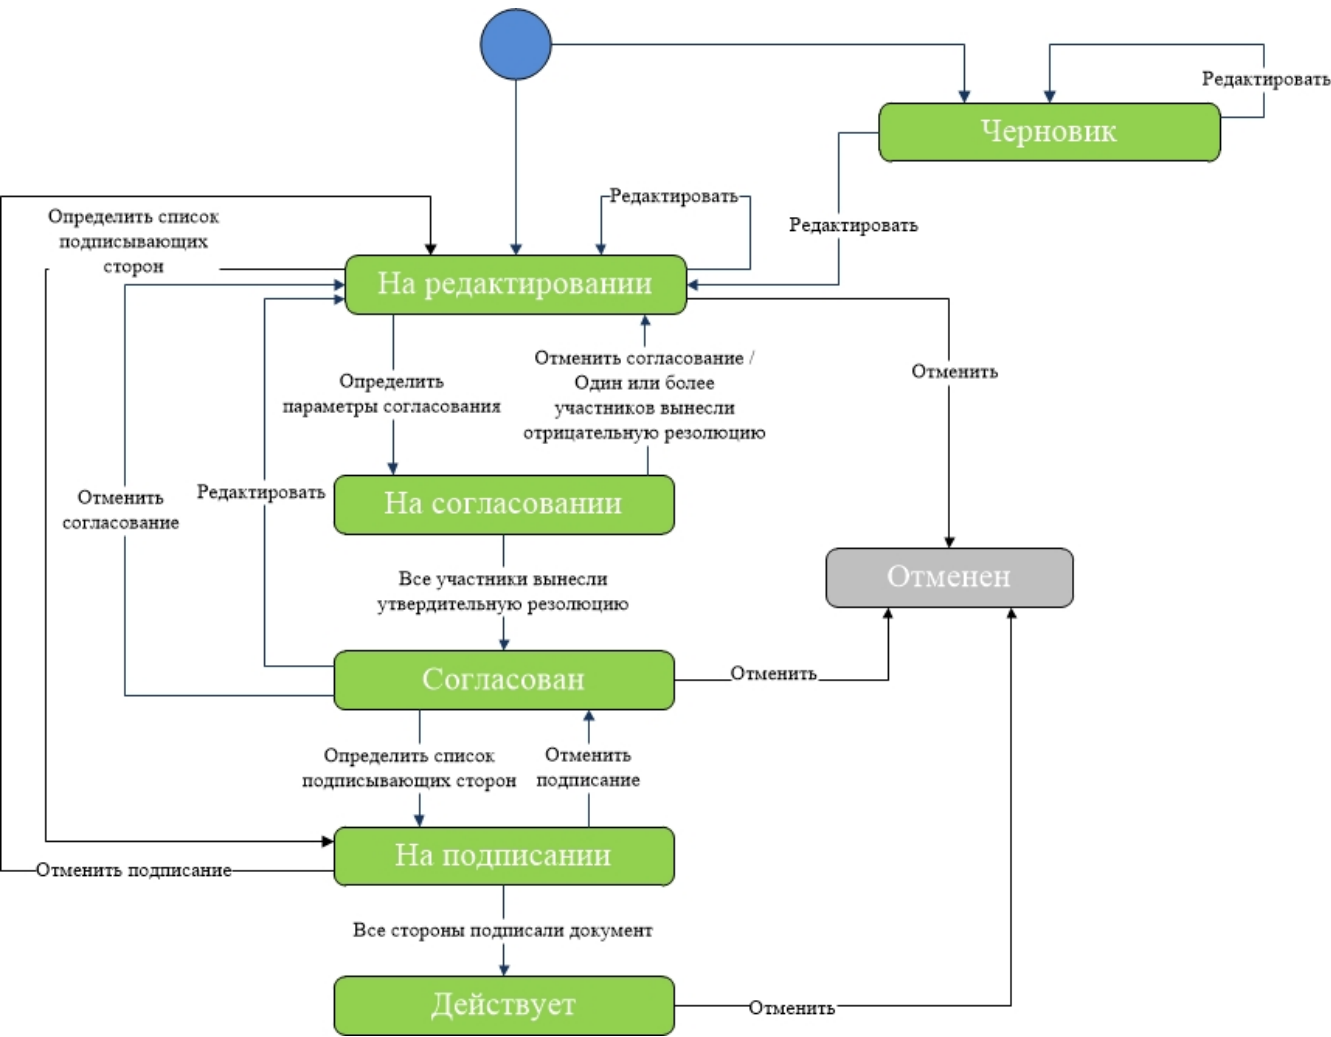 Редактировать
Черновик
Редактировать
Определить список
подписывающих
сторон
Редактировать
На редактировании
Отменить согласование /
Один или более
участников вынесли
отрицательную резолюцию
Определить
параметры согласования
Отменить
Отменить
согласование
Редактировать
На согласовании
Все участники вынесли
утвердительную резолюцию
Отменен
Согласован
Отменить
Определить список
подписывающих сторон
Отменить
подписание
На подписании
Отменить подписание
Все стороны подписали документ
Действует
Отменить